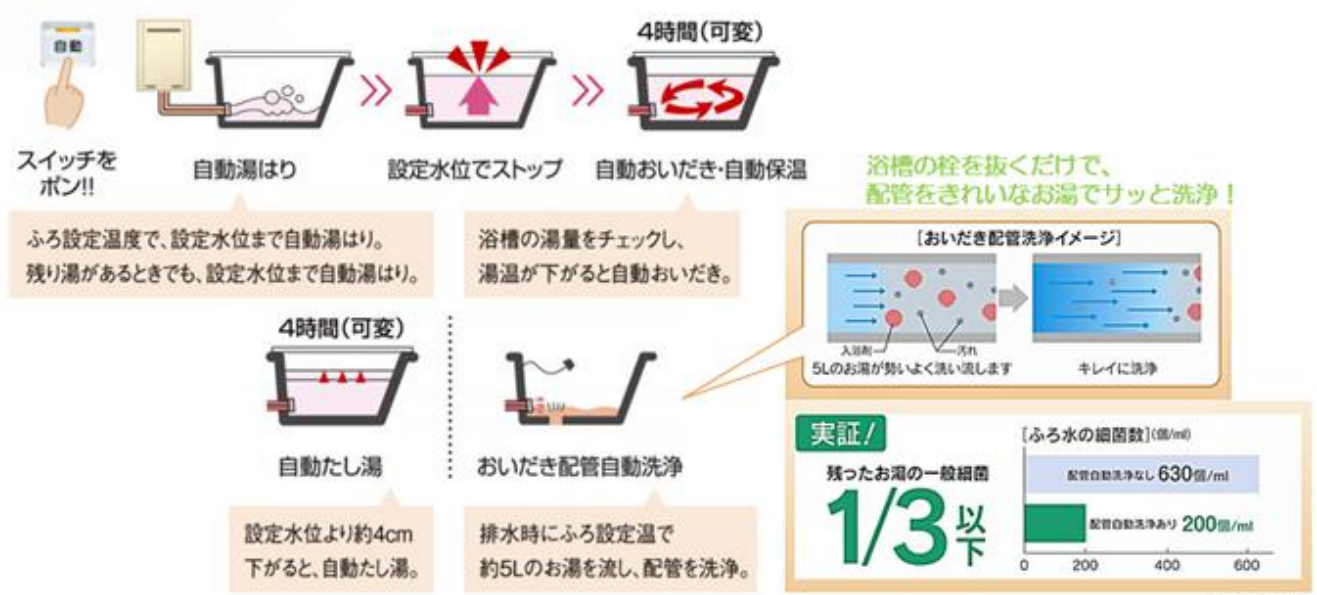 自動
スイッチを
ポン!!
自動湯はり
設定水位でストップ
4時間(可変)
自動おいだき・自動保温
ふろ設定温度で、設定水位まで自動湯はり。
残り湯があるときでも、設定水位まで自動湯はり。
浴槽の湯量をチェックし、
湯温が下がると自動おいだき。
4時間(可変)
自動たし湯
おいだき配管自動洗浄
設定水位より約4cm
下がると、自動たし湯。
排水時にふろ設定温で
約5Lのお湯を流し、配管を洗浄。
浴槽の栓を抜くだけで、
配管をきれいなお湯でサッと洗浄！
[おいだき配管洗浄イメージ]
入浴剤
汚れ
5Lのお湯が勢いよく洗い流します
キレイに洗浄
実証!
残ったお湯の一般細菌
1/3以下
[ふろ水の細菌数](個/ml)
配管自動洗浄なし 630個/ml
配管自動洗浄あり 200個/ml
0 200 400 600